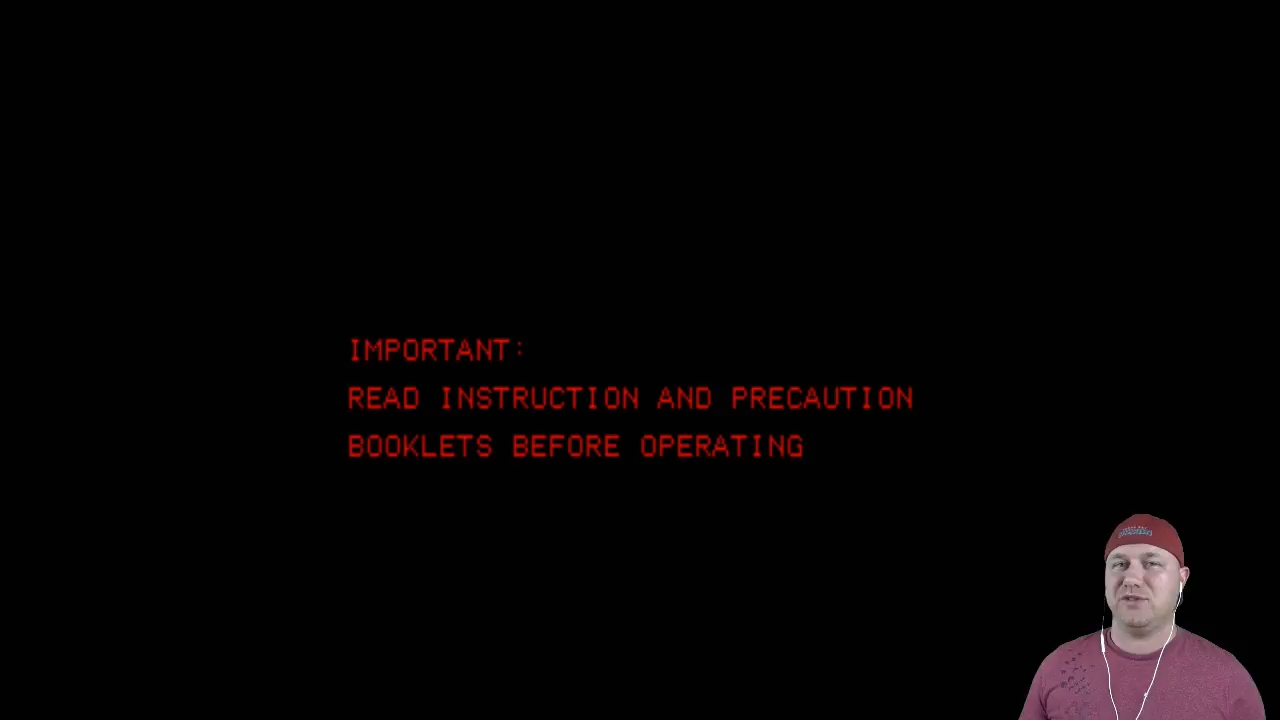 IMPORTANT:
READ INSTRUCTION AND PRECAUTION
BOOKLETS BEFORE OPERATING